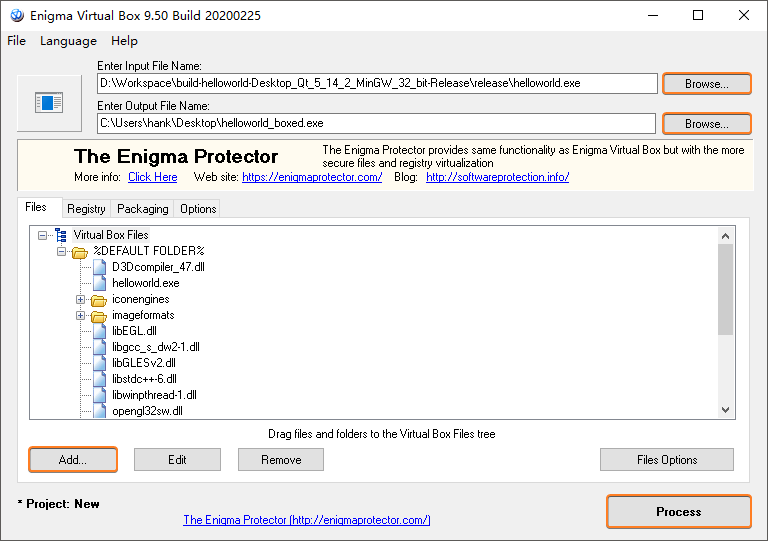 Enigma Virtual Box 9.50 Build 20200225
File Language Help
Enter Input File Name:
D:\Workspace\build-helloworld-Desktop_Qt_5_14_2_MinGW_32_bit-Release\release\helloworld.exe
Browse...
Enter Output File Name:
C:\Users\hank\Desktop\helloworld_boxed.exe
Browse...
The Enigma Protector
The Enigma Protector provides same functionality as Enigma Virtual Box but with the more
secure files and registry virtualization
More info: Click Here Web site: https://enigmaprotector.com/ Blog: http://softwareprotection.info/
Files Registry Packaging Options
Virtual Box Files
%DEFAULT FOLDER%
D3Dcompiler_47.dll
helloworld.exe
iconengines
imageformats
libEGL.dll
libgcc_s_dw2-1.dll
libGLESv2.dll
libstdc++-6.dll
libwinpthread-1.dll
opengl32sw.dll
Drag files and folders to the Virtual Box Files tree
Add... Edit Remove Files Options
* Project: New
The Enigma Protector (http://enigmaprotector.com/)
Process